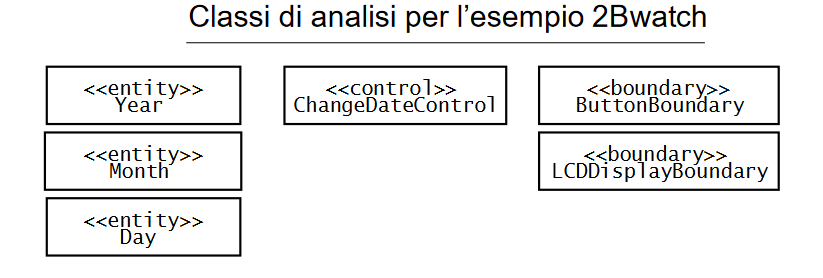 Classi di analisi per l'esempio 2Bwatch
<<entity>>
Year
<<control>>
ChangeDateControl
<<boundary>>
ButtonBoundary
<<entity>>
Month
<<boundary>>
LCDDisplayBoundary
<<entity>>
Day